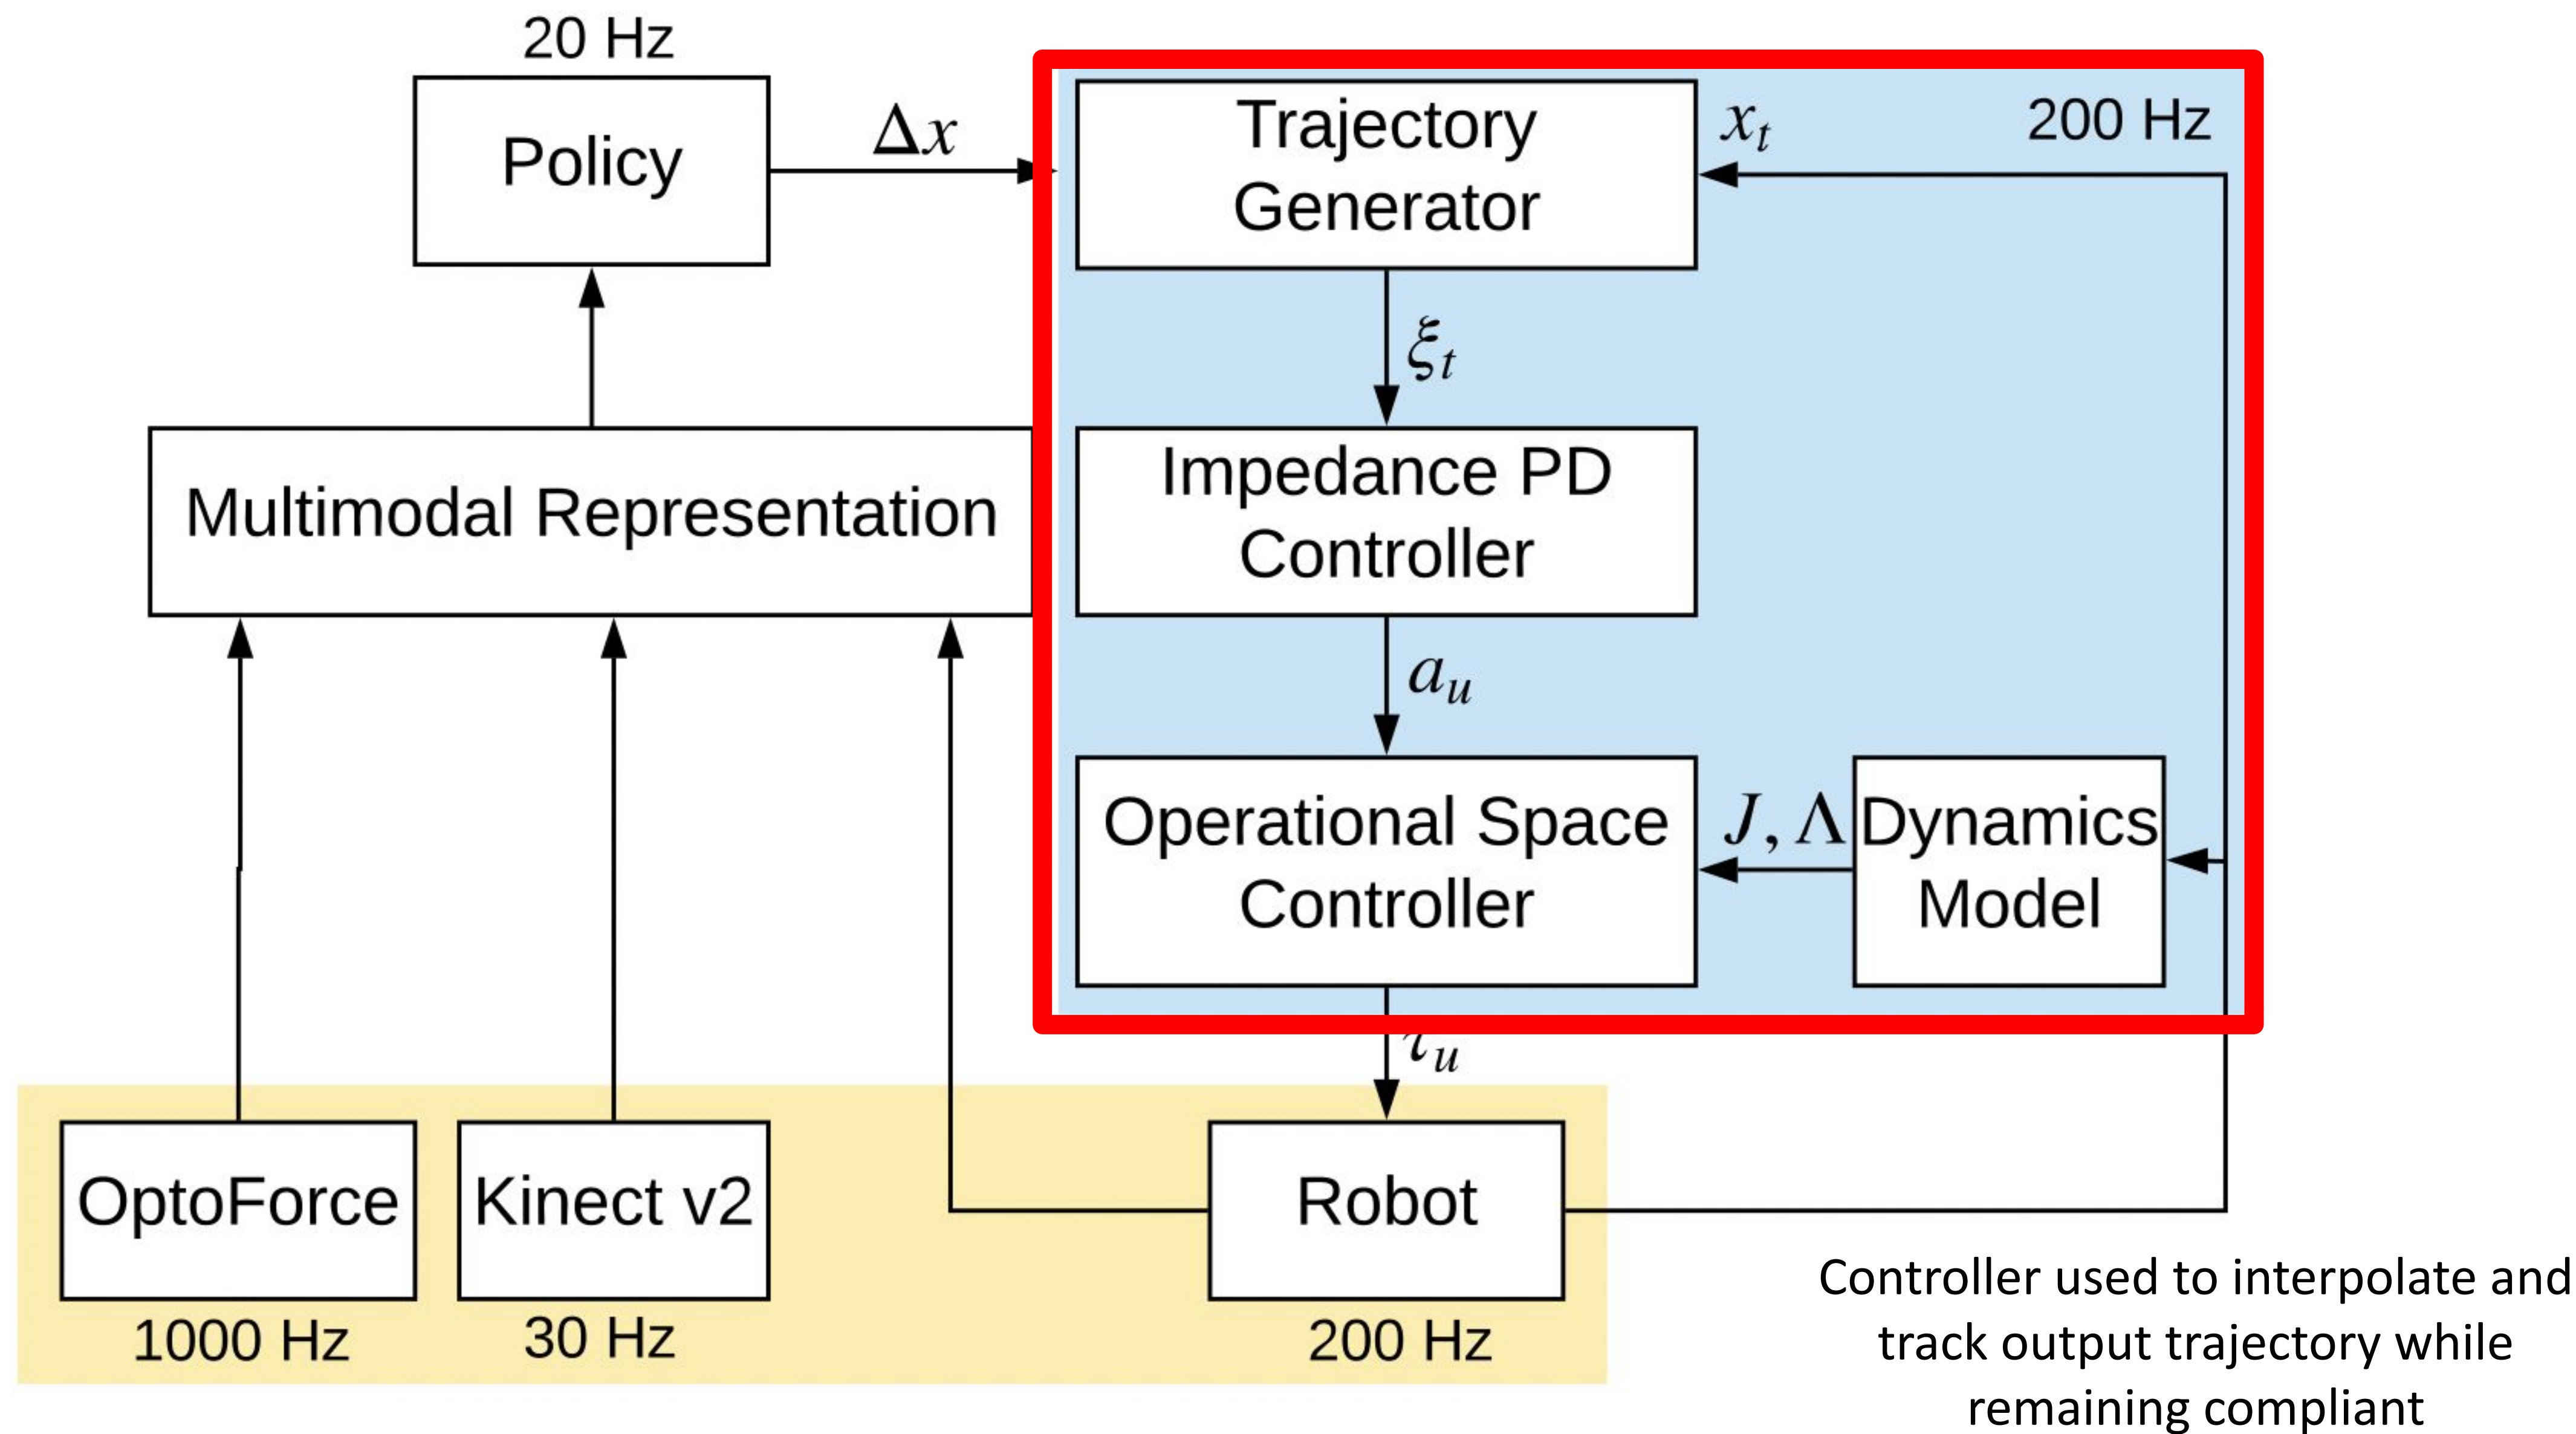 20 Hz
Policy
Δx
Trajectory
Generator
x_t
200 Hz
ξ_t
Multimodal Representation
Impedance PD
Controller
a_u
Operational Space
Controller
J, Λ
Dynamics
Model
OptoForce
Kinect v2
Robot
1000 Hz
30 Hz
200 Hz
Controller used to interpolate and
track output trajectory while
remaining compliant